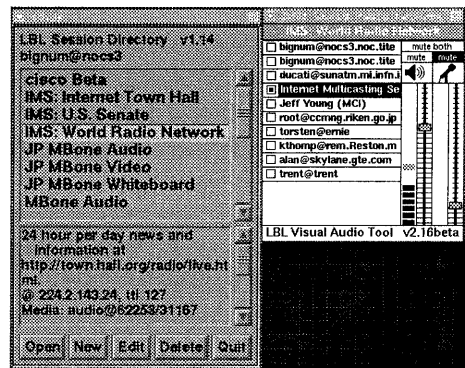 LBL Session Directory v1.14
bignum@nocs3
cisco Beta
IMS: Internet Town Hall
IMS: U.S. Senate
IMS: World Radio Network
JP MBone Audio
JP MBone Video
JP MBone Whiteboard
MBone Audio
24 hour per day news and
information at
http://town.hall.org/radio/live.ht
ml.
@ 224.2.143.24, ttl 127
Media: audio@62253/31167
Open New Edit Delete Quit
IMS: World Radio Network
bignum@nocs3.noc.tite
bignum@nocs3.noc.tite
ducati@sunatm.mi.infn.i
Internet Multicasting Se
Jeff Young (MCI)
root@ccmng.riken.go.jp
torsten@ernie
kthomp@rem.Reston.m
alan@skylane.gte.com
trent@trent
mute both
mute mute
LBL Visual Audio Tool v2.16beta